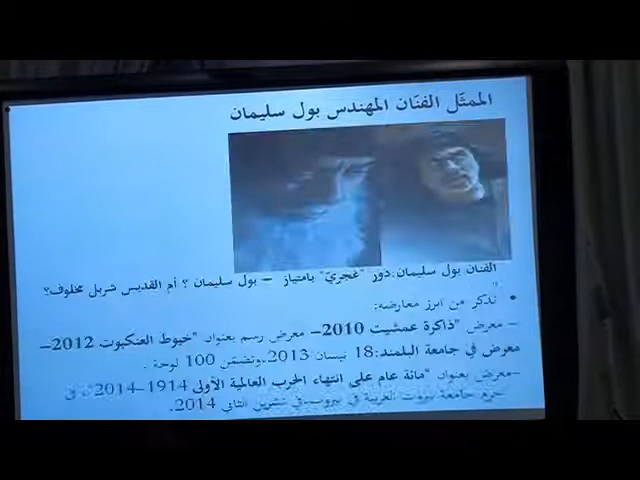 الممثّل الفنّان المهندس بول سليمان
الفنان بول سليمان:دور "غجريّ" بامتياز – بول سليمان ؟ أم القديس شربل مخلوف؟
• نذكر من ابرز معارضه:
– معرض "ذاكرة عمشيت 2010– معرض رسم بعنوان "خيوط العنكبوت 2012–
معرض في جامعة البلمند: 18 نيسان 2013.وتضمّن 100 لوحة .
–معرض بعنوان "مائة عام على انتهاء الحرب العالمية الأولى 1914–2014" في
حرم جامعة بيروت العربية في بيروت تشرين الثاني 2014.